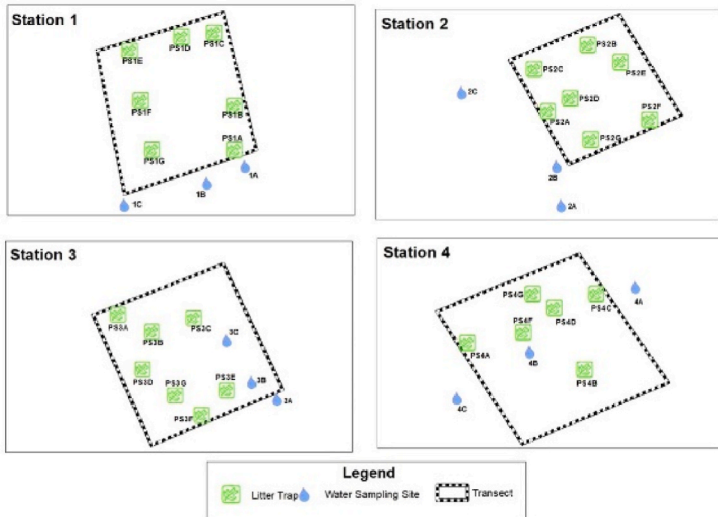 Station 1
PS1C
PS1D
PS1E
PS1F
PS1B
PS1A
PS1G
1A
1B
1C
Station 2
PS2B
PS2E
PS2C
2C
PS2D
PS2A
PS2F
PS2G
2B
2A
Station 3
PS3A
PS3C
PS3B
3C
PS3D
PS3G
PS3E
3B
3A
PS3F
Station 4
PS4G
PS4C
4A
PS4D
PS4F
PS4A
4B
PS4B
4C
Legend
Litter Trap
Water Sampling Site
Transect